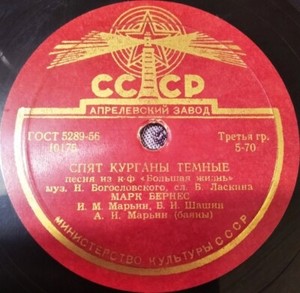 СССР
АПРЕЛЕВСКИЙ ЗАВОД
ГОСТ 5289-56
Третья гр.
10176
5-70
СПЯТ КУРГАНЫ ТЕМНЫЕ
песня из к-ф «Большая жизнь»
муз. Н. Богословского, сл. Б. Ласкина
МАРК БЕРНЕС
И. М. Марьин, В. И. Шашин
А. Н. Марьин (баяны)
МИНИСТЕРСТВО КУЛЬТУРЫ СССР